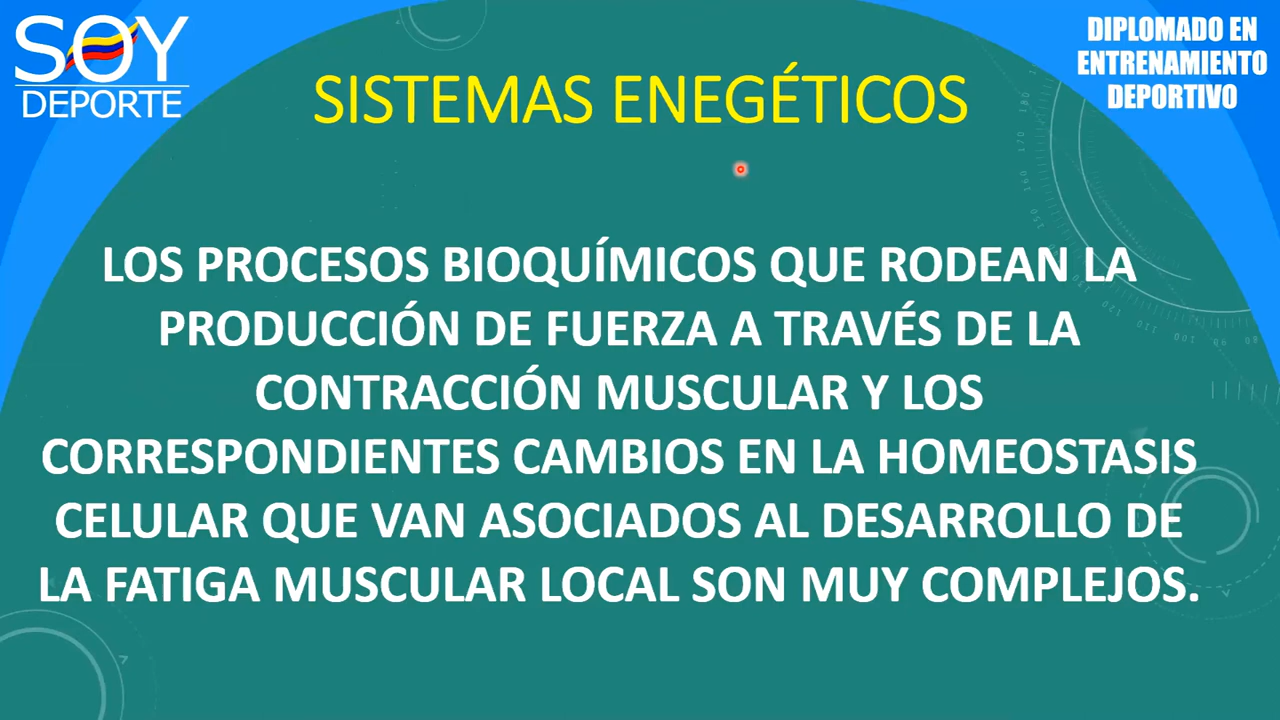 SOY
DEPORTE
DIPLOMADO EN
ENTRENAMIENTO
DEPORTIVO
SISTEMAS ENEGÉTICOS
LOS PROCESOS BIOQUÍMICOS QUE RODEAN LA
PRODUCCIÓN DE FUERZA A TRAVÉS DE LA
CONTRACCIÓN MUSCULAR Y LOS
CORRESPONDIENTES CAMBIOS EN LA HOMEOSTASIS
CELULAR QUE VAN ASOCIADOS AL DESARROLLO DE
LA FATIGA MUSCULAR LOCAL SON MUY COMPLEJOS.